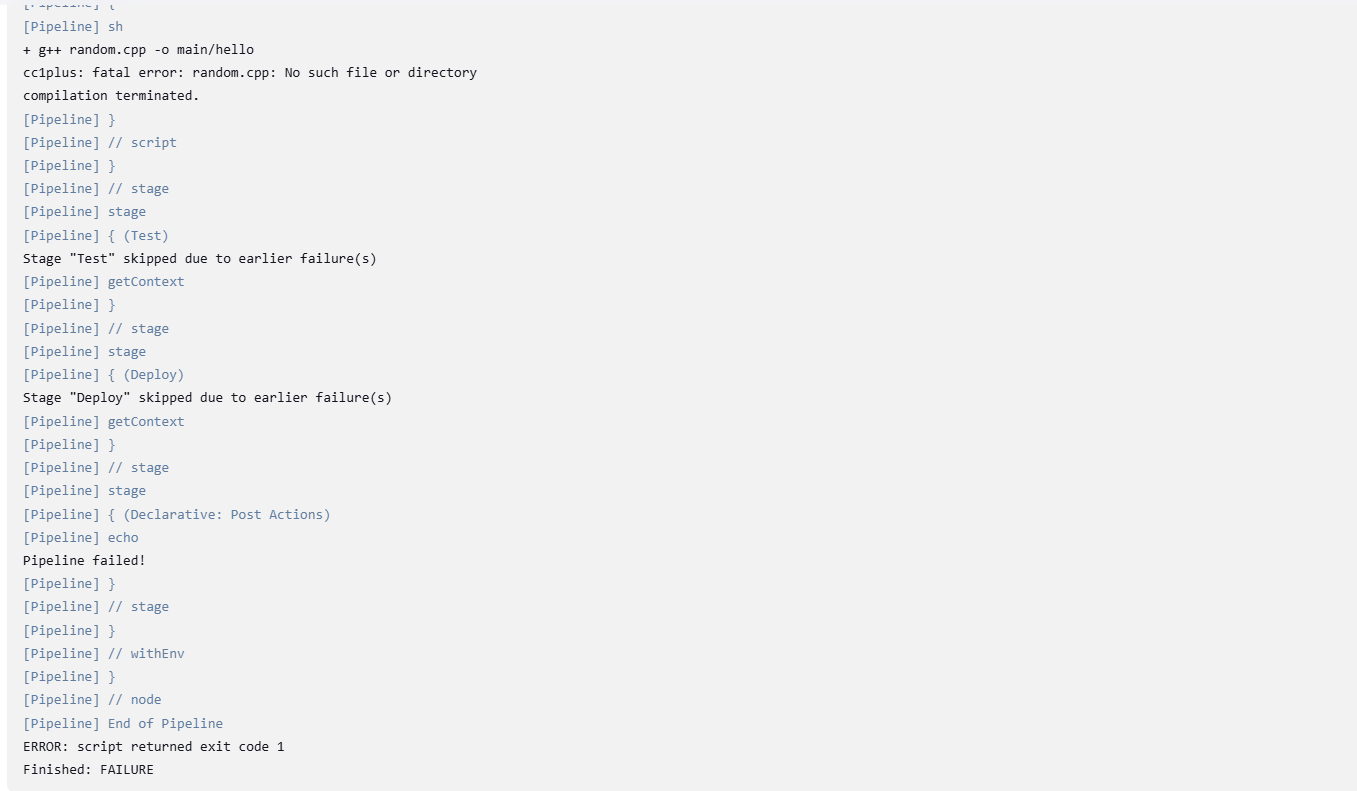 [Pipeline] {
[Pipeline] sh
+ g++ random.cpp -o main/hello
cc1plus: fatal error: random.cpp: No such file or directory
compilation terminated.
[Pipeline] }
[Pipeline] // script
[Pipeline] }
[Pipeline] // stage
[Pipeline] stage
[Pipeline] { (Test)
Stage "Test" skipped due to earlier failure(s)
[Pipeline] getContext
[Pipeline] }
[Pipeline] // stage
[Pipeline] stage
[Pipeline] { (Deploy)
Stage "Deploy" skipped due to earlier failure(s)
[Pipeline] getContext
[Pipeline] }
[Pipeline] // stage
[Pipeline] stage
[Pipeline] { (Declarative: Post Actions)
[Pipeline] echo
Pipeline failed!
[Pipeline] }
[Pipeline] // stage
[Pipeline] }
[Pipeline] // withEnv
[Pipeline] }
[Pipeline] // node
[Pipeline] End of Pipeline
ERROR: script returned exit code 1
Finished: FAILURE